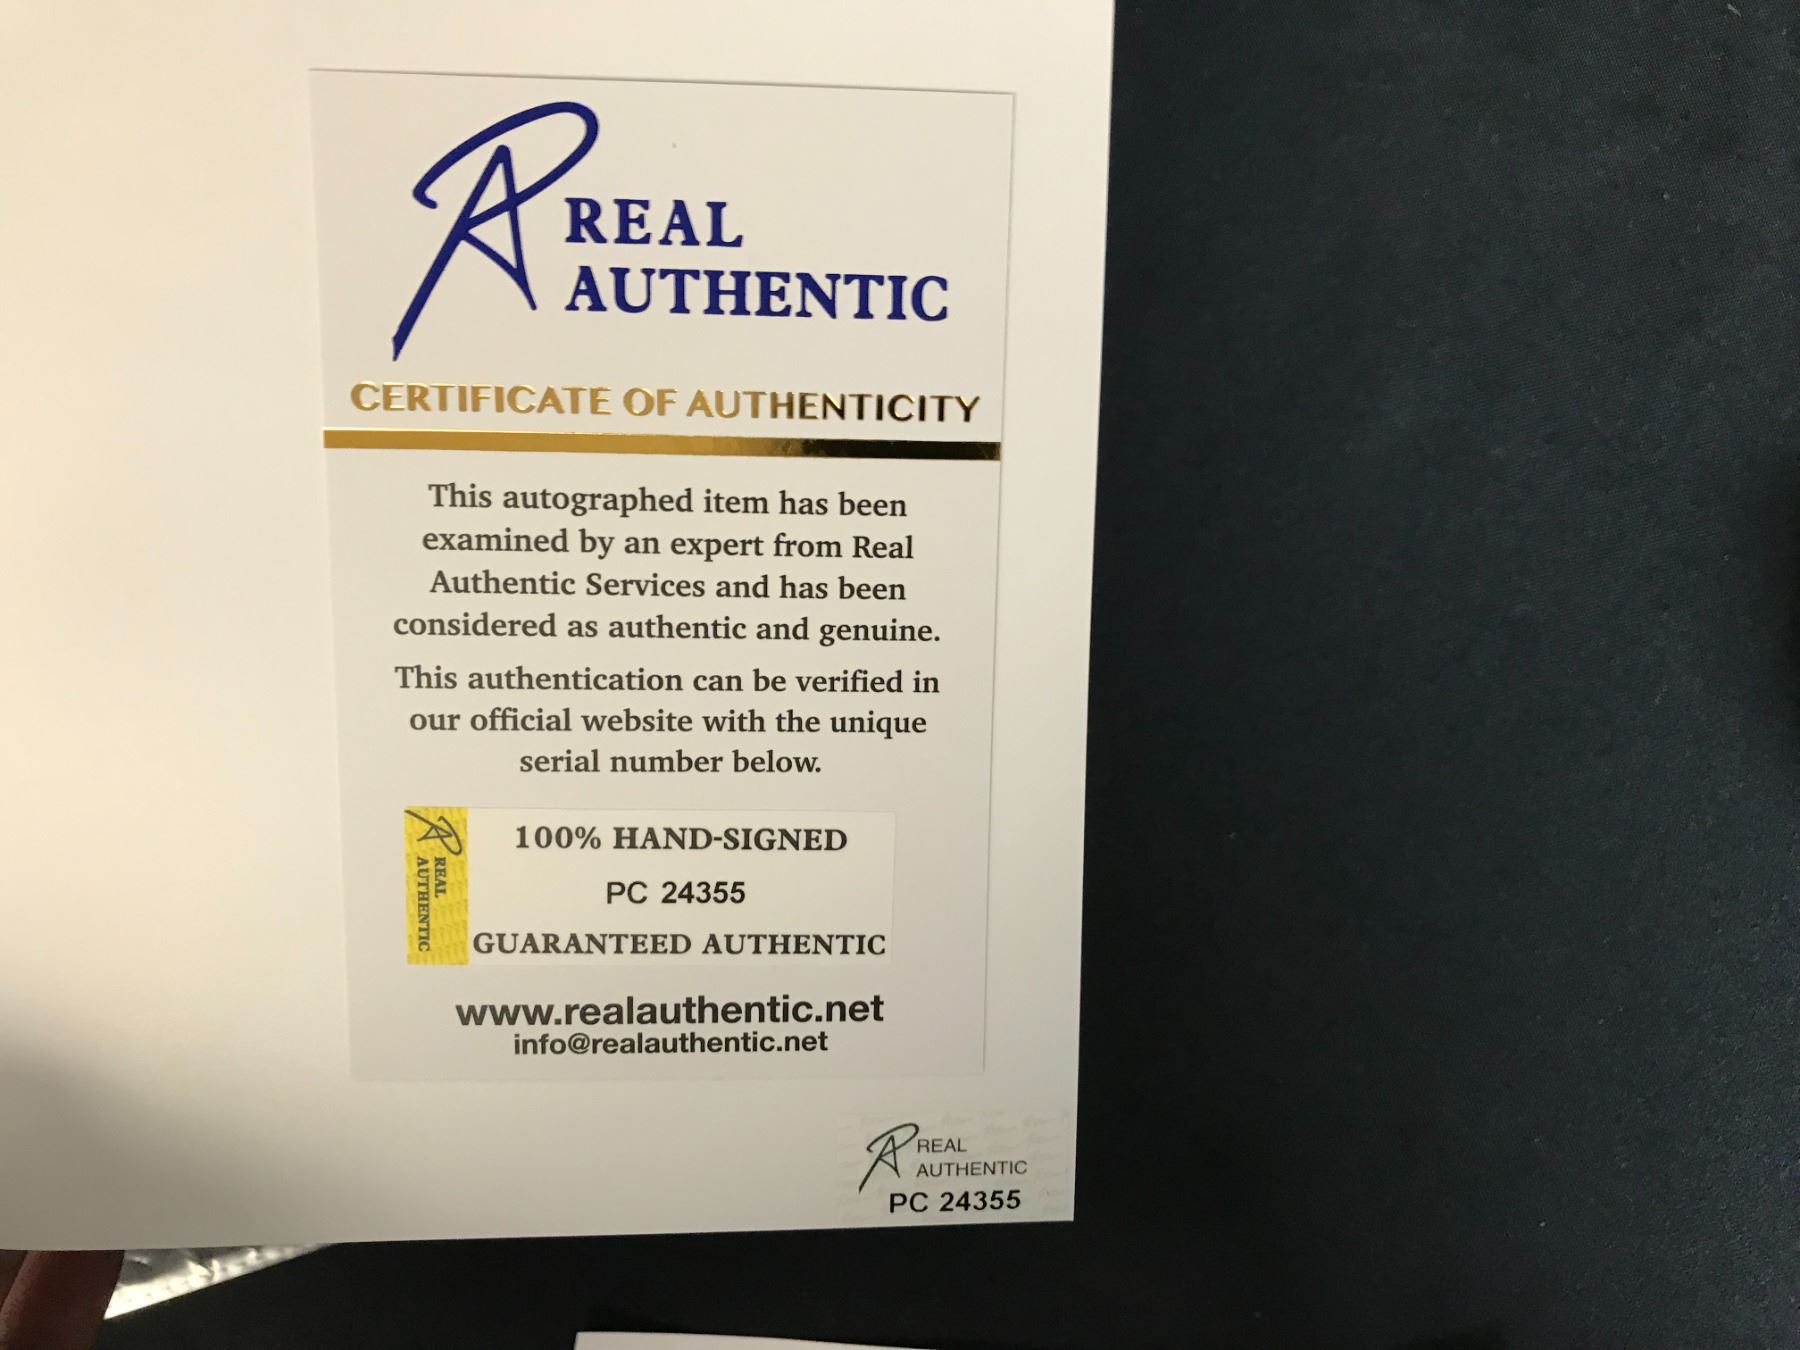 REAL
AUTHENTIC
CERTIFICATE OF AUTHENTICITY
This autographed item has been
examined by an expert from Real
Authentic Services and has been
considered as authentic and genuine.
This authentication can be verified in
our official website with the unique
serial number below.
REAL
AUTHENTIC
100% HAND-SIGNED
PC 24355
GUARANTEED AUTHENTIC
www.realauthentic.net
info@realauthentic.net
REAL
AUTHENTIC
PC 24355